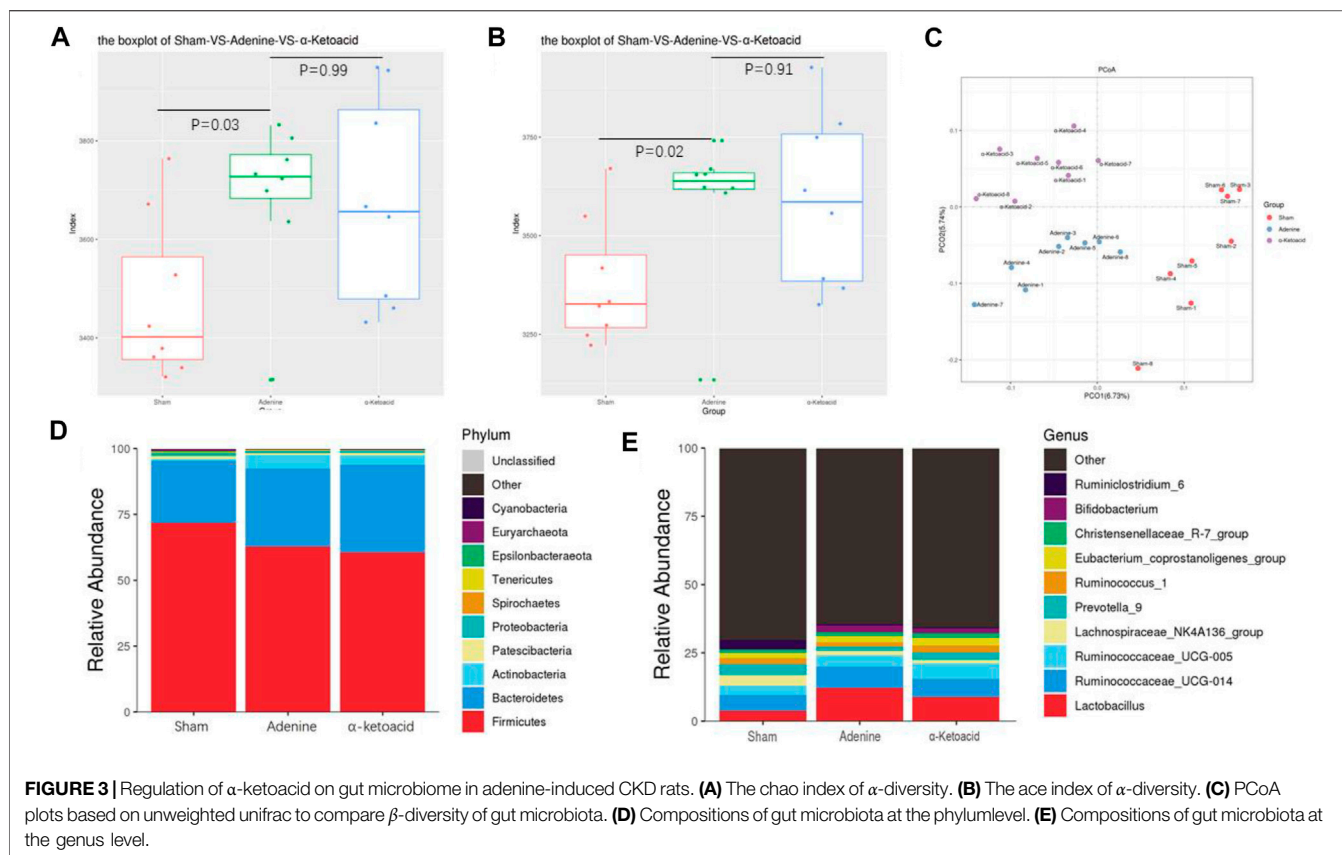 A
the boxplot of Sham-VS-Adenine-VS-α-Ketoacid
P=0.99
P=0.03
3800
3600
3400
Index
Sham
Adenine
α-Ketoacid
Group
B
the boxplot of Sham-VS-Adenine-VS-α-Ketoacid
P=0.91
P=0.02
3750
3500
3250
Index
Sham
Adenine
α-Ketoacid
Group
C
PCoA
0.1
0.0
-0.1
-0.2
PCO2(5.74%)
-0.1
0.0
0.1
PCO1(6.73%)
α-Ketoacid-4
α-Ketoacid-3
α-Ketoacid-5
α-Ketoacid-6
α-Ketoacid-7
α-Ketoacid-1
α-Ketoacid-8
α-Ketoacid-2
Sham-6
Sham-3
Sham-7
Sham-2
Sham-5
Sham-4
Sham-1
Sham-8
Adenine-3
Adenine-6
Adenine-2
Adenine-5
Adenine-8
Adenine-4
Adenine-1
Adenine-7
Group
Sham
Adenine
α-Ketoacid
D
Relative Abundance
100
75
50
25
0
Sham
Adenine
α-ketoacid
Phylum
Unclassified
Other
Cyanobacteria
Euryarchaeota
Epsilonbacteraeota
Tenericutes
Spirochaetes
Proteobacteria
Patescibacteria
Actinobacteria
Bacteroidetes
Firmicutes
E
Relative Abundance
100
75
50
25
0
Sham
Adenine
α-Ketoacid
Genus
Other
Ruminiclostridium_6
Bifidobacterium
Christensenellaceae_R-7_group
Eubacterium_coprostanoligenes_group
Ruminococcus_1
Prevotella_9
Lachnospiraceae_NK4A136_group
Ruminococcaceae_UCG-005
Ruminococcaceae_UCG-014
Lactobacillus
FIGURE 3 | Regulation of α-ketoacid on gut microbiome in adenine-induced CKD rats. (A) The chao index of α-diversity. (B) The ace index of α-diversity. (C) PCoA
plots based on unweighted unifrac to compare β-diversity of gut microbiota. (D) Compositions of gut microbiota at the phylumlevel. (E) Compositions of gut microbiota at
the genus level.